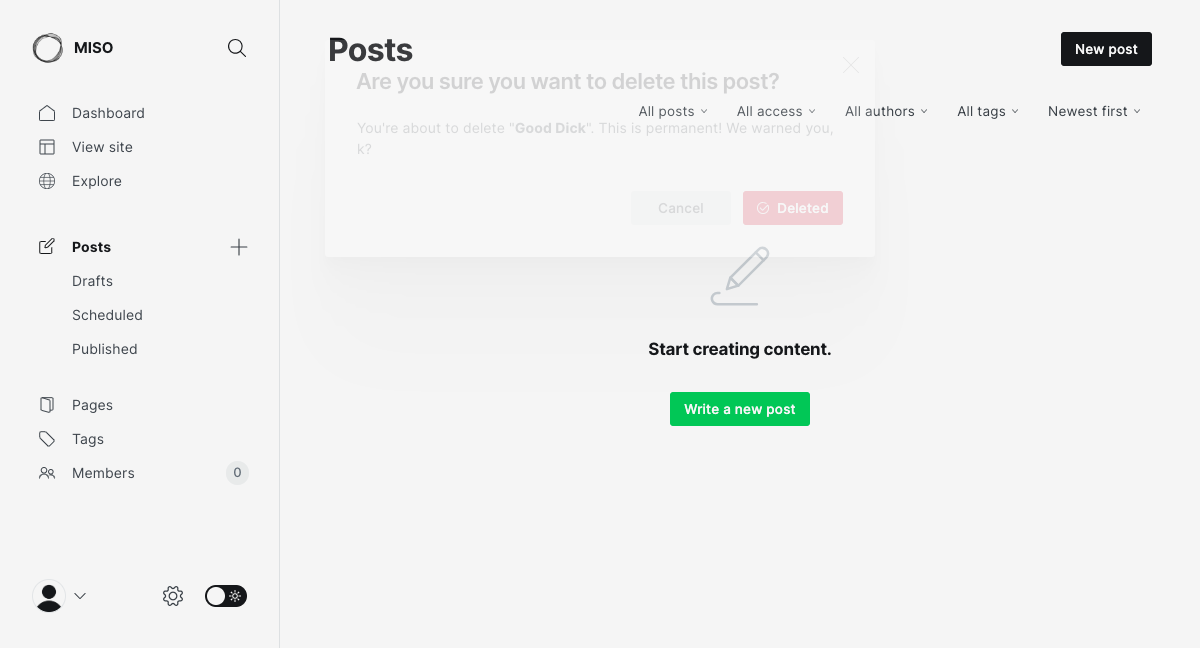 MISO
Dashboard
View site
Explore
Posts
Drafts
Scheduled
Published
Pages
Tags
Members
0
Posts
New post
Are you sure you want to delete this post?
All posts
All access
All authors
All tags
Newest first
You're about to delete "Good Dick". This is permanent! We warned you,
k?
Cancel
Deleted
Start creating content.
Write a new post